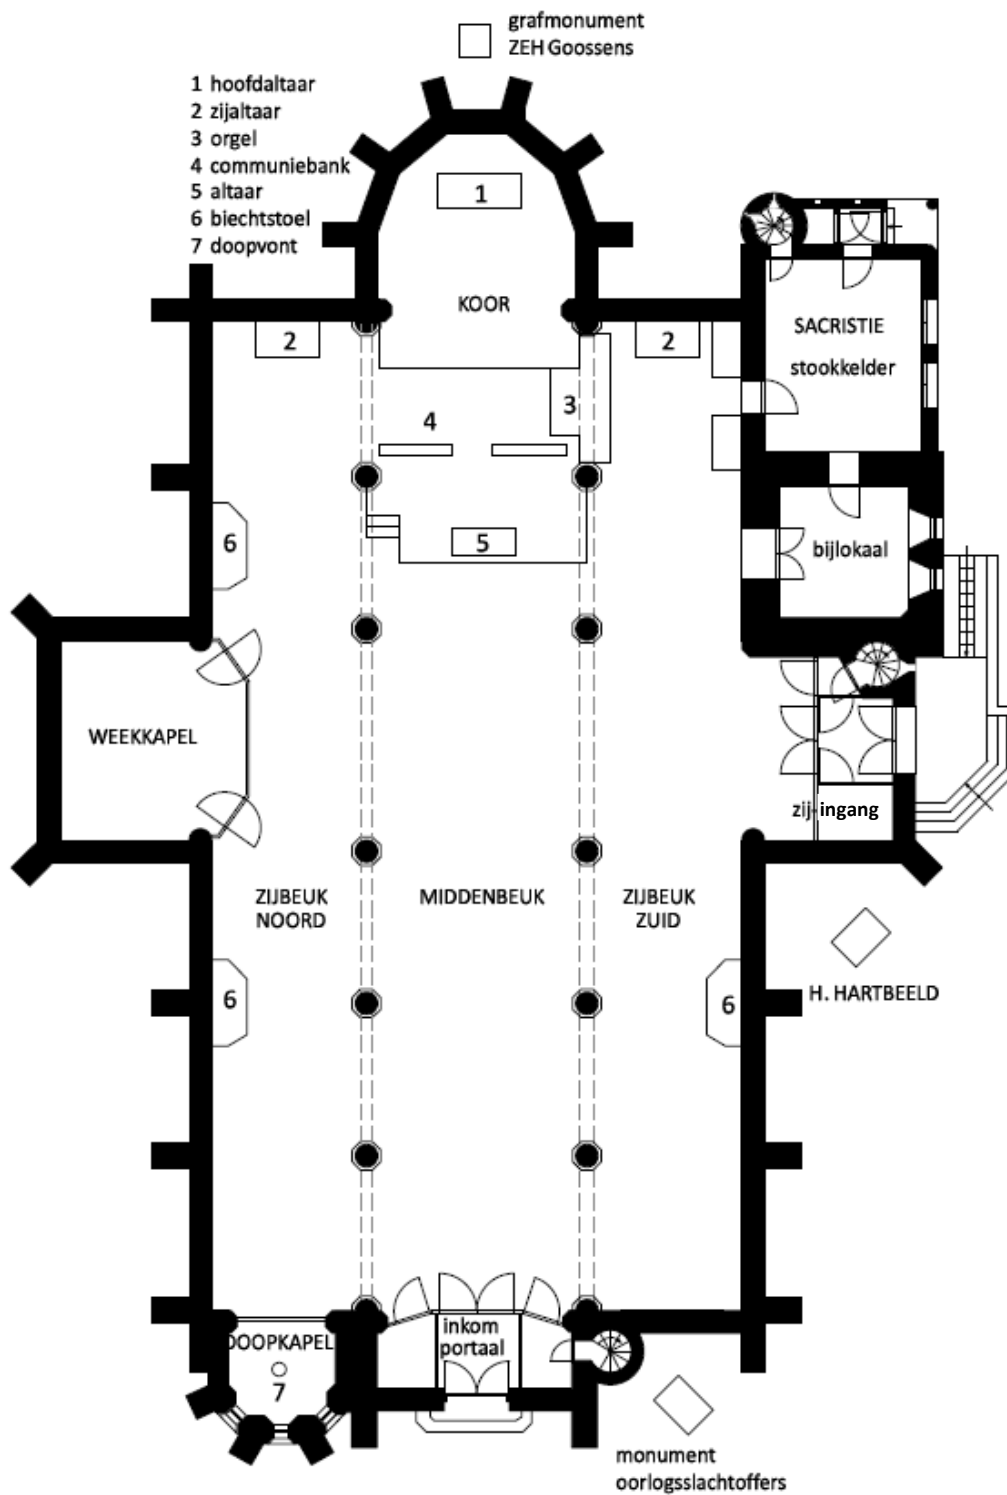 grafmonument
ZEH Goossens
1 hoofdaltaar
2 zijaltaar
3 orgel
4 communiebank
5 altaar
6 biechtstoel
7 doopvont
1
KOOR
2
2
SACRISTIE
stookkelder
3
4
5
6
bijlokaal
WEEKKAPEL
zij-ingang
ZIJBEUK
NOORD
MIDDENBEUK
ZIJBEUK
ZUID
6
6
H. HARTBEELD
inkom
portaal
DOOPKAPEL
7
monument
oorlogsslachtoffers